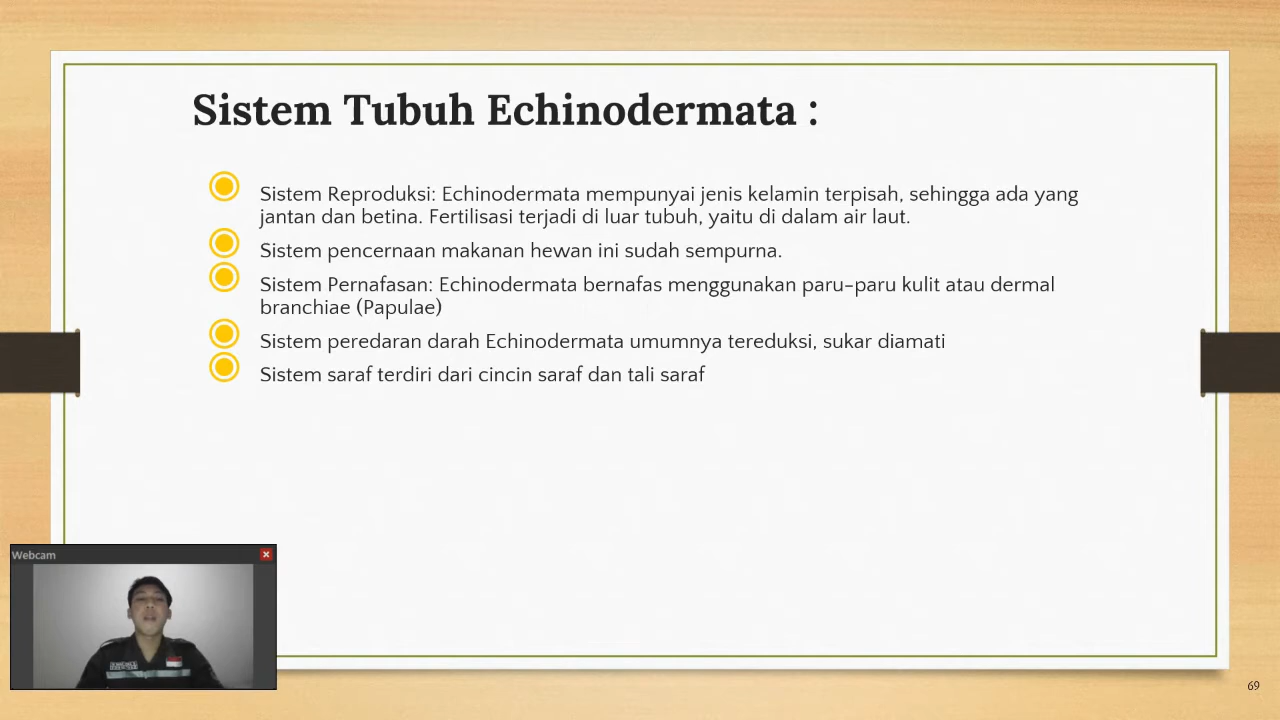 Sistem Tubuh Echinodermata :
Sistem Reproduksi: Echinodermata mempunyai jenis kelamin terpisah, sehingga ada yang
jantan dan betina. Fertilisasi terjadi di luar tubuh, yaitu di dalam air laut.
Sistem pencernaan makanan hewan ini sudah sempurna.
Sistem Pernafasan: Echinodermata bernafas menggunakan paru-paru kulit atau dermal
branchiae (Papulae)
Sistem peredaran darah Echinodermata umumnya tereduksi, sukar diamati
Sistem saraf terdiri dari cincin saraf dan tali saraf
Webcam
69